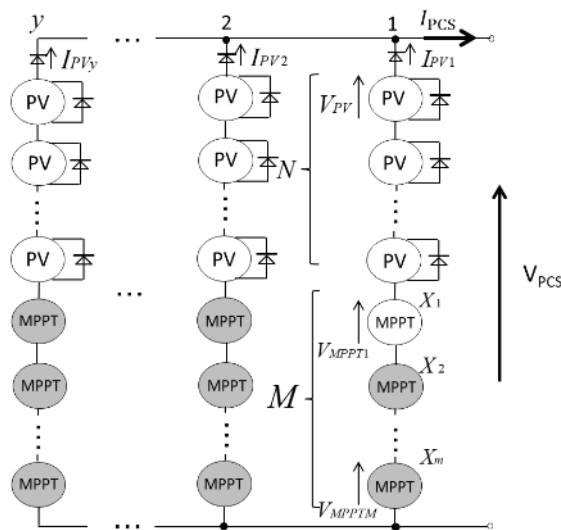 y ... 2 1 I_PCS
I_PVy I_PV2 I_PV1
PV PV V_PV PV
PV PV N PV
PV PV PV
... V_PCS
MPPT MPPT V_MPPT1 MPPT X_1
MPPT MPPT M MPPT X_2
MPPT MPPT V_MPPTM MPPT X_m
...